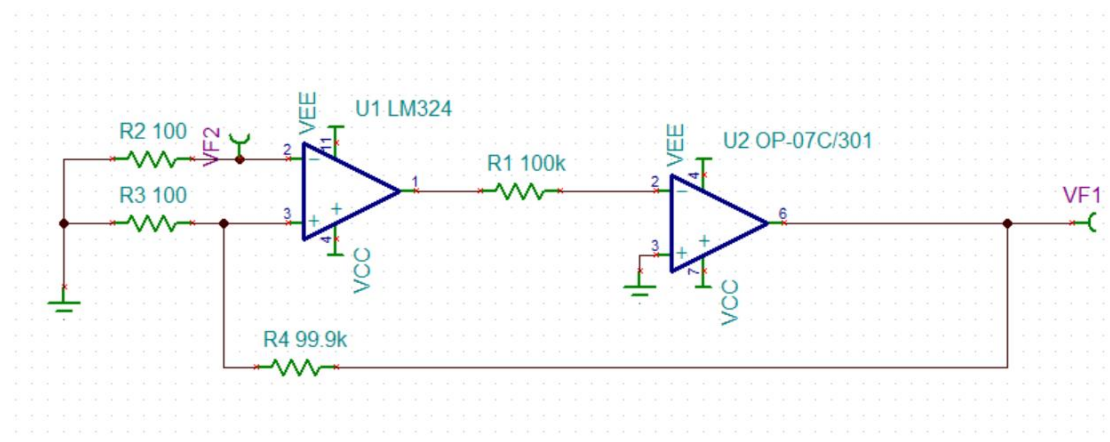 VEE
U1 LM324
R2 100
VF2
11
2
R3 100
1
3
4
VCC
R1 100k
VEE
U2 OP-07C/301
4
2
6
3
7
VCC
VF1
R4 99.9k